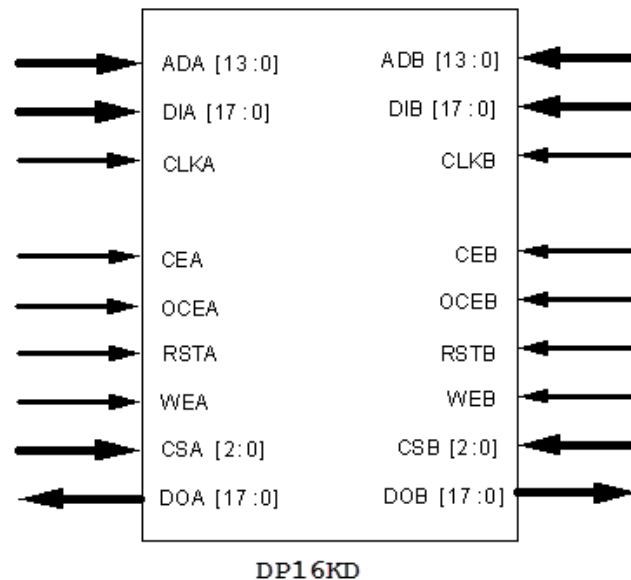 ADA [13:0] ADB [13:0]
DIA [17:0] DIB [17:0]
CLKA CLKB
CEA CEB
OCEA OCEB
RSTA RSTB
WEA WEB
CSA [2:0] CSB [2:0]
DOA [17:0] DOB [17:0]
DP16KD